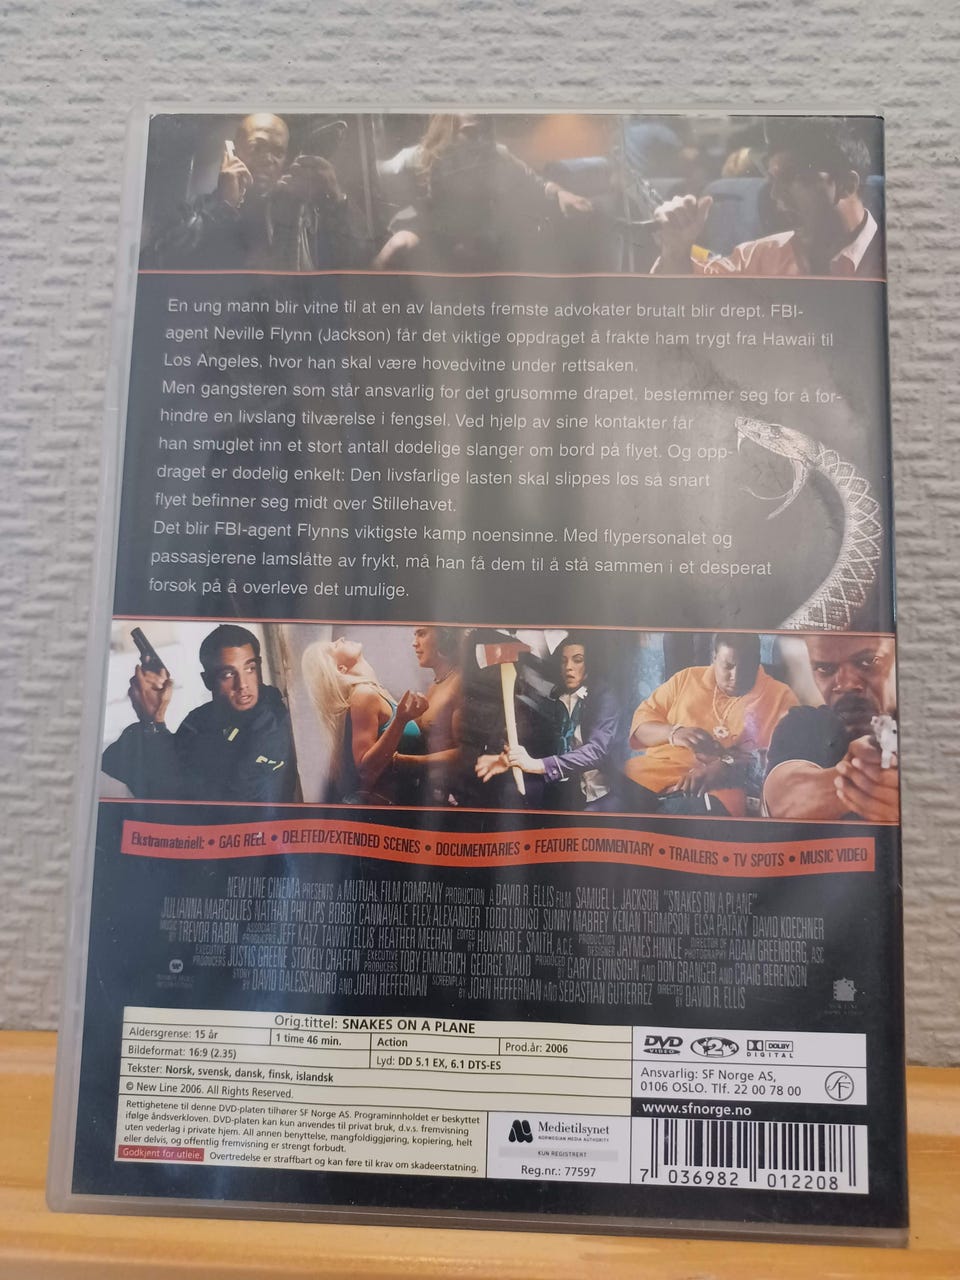 En ung mann blir vitne til at en av landets fremste advokater brutalt blir drept. FBI-
agent Neville Flynn (Jackson) får det viktige oppdraget å frakte ham trygt fra Hawaii til
Los Angeles, hvor han skal være hovedvitne under rettsaken.
Men gangsteren som står ansvarlig for det grusomme drapet, bestemmer seg for å for-
hindre en livslang tilværelse i fengsel. Ved hjelp av sine kontakter får
han smuglet inn et stort antall dødelige slanger om bord på flyet. Og opp-
draget er dødelig enkelt: Den livsfarlige lasten skal slippes løs så snart
flyet befinner seg midt over Stillehavet.
Det blir FBI-agent Flynns viktigste kamp noensinne. Med flypersonalet og
passasjerene lamslåtte av frykt, må han få dem til å stå sammen i et desperat
forsøk på å overleve det umulige.
Ekstramateriell: • GAG REEL • DELETED/EXTENDED SCENES • DOCUMENTARIES • FEATURE COMMENTARY • TRAILERS • TV SPOTS • MUSIC VIDEO
NEW LINE CINEMA PRESENTS A MUTUAL FILM COMPANY PRODUCTION A DAVID R. ELLIS FILM SAMUEL L. JACKSON "SNAKES ON A PLANE"
JULIANNA MARGULIES NATHAN PHILLIPS BOBBY CANNAVALE FLEX ALEXANDER TODD LOUISO SUNNY MABREY KENAN THOMPSON ELSA PATAKY DAVID KOECHNER
MUSIC BY TREVOR RABIN ASSOCIATE PRODUCERS JEFF KATZ TAWNY ELLIS HEATHER MEEHAN EDITED BY HOWARD E. SMITH, A.C.E. PRODUCTION DESIGNER JAYMES HINKLE DIRECTOR OF PHOTOGRAPHY ADAM GREENBERG, ASC
EXECUTIVE PRODUCERS JUSTIS GREENE STOKELY CHAFFIN EXECUTIVE PRODUCERS TOBY EMMERICH GEORGE WAUD PRODUCED BY GARY LEVINSOHN AND DON GRANGER AND CRAIG BERENSON
STORY BY DAVID DALESSANDRO AND JOHN HEFFERNAN SCREENPLAY BY JOHN HEFFERNAN AND SEBASTIAN GUTIERREZ DIRECTED BY DAVID R. ELLIS
Orig.tittel: SNAKES ON A PLANE
Aldersgrense: 15 år
1 time 46 min.
Action
Prod.år: 2006
Bildeformat: 16:9 (2.35)
Lyd: DD 5.1 EX, 6.1 DTS-ES
Tekster: Norsk, svensk, dansk, finsk, islandsk
© New Line 2006. All Rights Reserved.
Rettighetene til denne DVD-platen tilhører SF Norge AS. Programinnholdet er beskyttet
ifølge åndsverkloven. DVD-platen kan kun anvendes til privat bruk, d.v.s. fremvisning
uten vederlag i private hjem. All annen benyttelse, mangfoldiggjøring, kopiering, helt
eller delvis, og offentlig fremvisning er strengt forbudt.
Godkjent for utleie. Overtredelse er straffbart og kan føre til krav om skadeerstatning.
Medietilsynet
NORWEGIAN MEDIA AUTHORITY
KUN REGISTRERT
Reg.nr.: 77597
DVD VIDEO
2
DOLBY DIGITAL
Ansvarlig: SF Norge AS,
0106 OSLO. Tlf. 22 00 78 00
SF
www.sfnorge.no
7 036982 012208